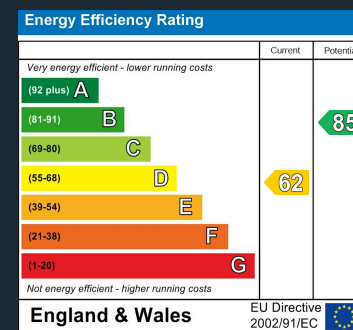 Energy Efficiency Rating
Current
Very energy efficient - lower running costs
(92 plus) A
(81-91) B
85
(69-80) C
(55-68) D
62
(39-54) E
(21-38) F
(1-20) G
Not energy efficient - higher running costs
England & Wales
EU Directive
2002/91/EC